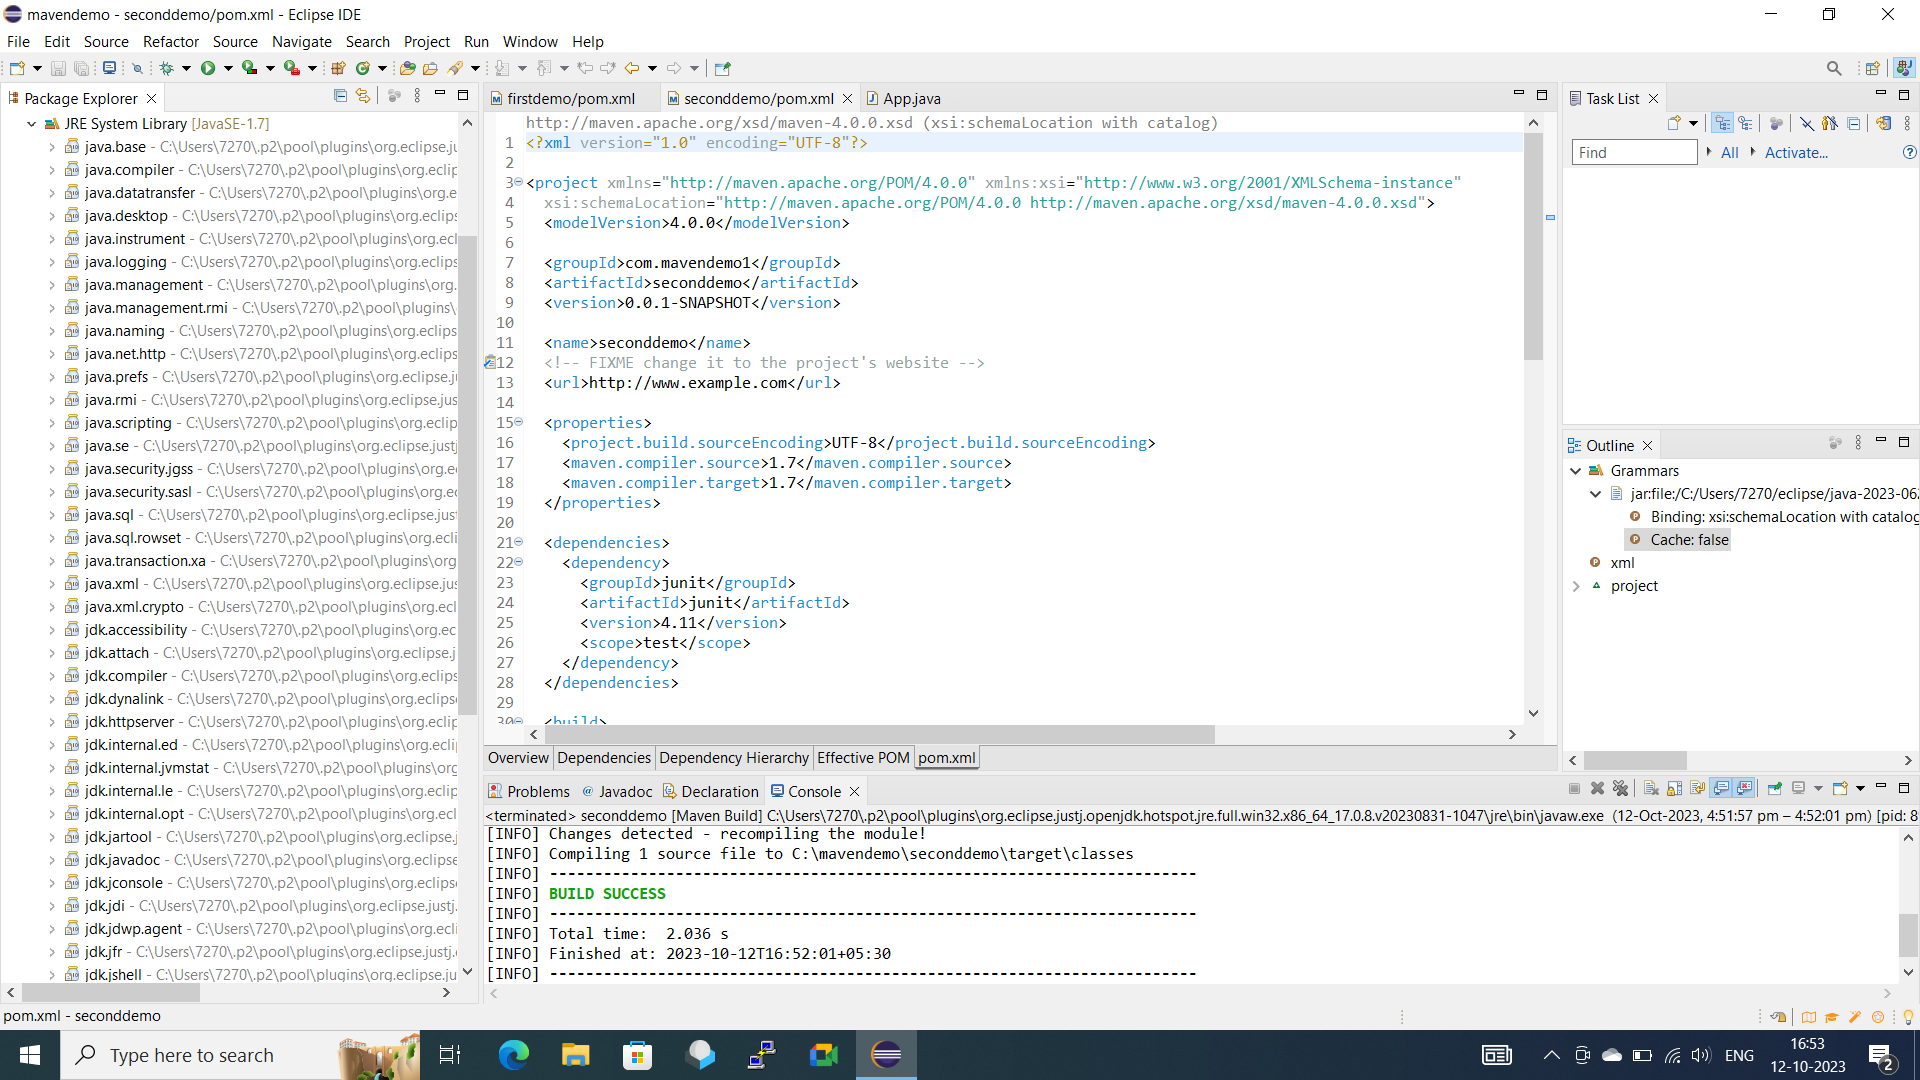 mavendemo - seconddemo/pom.xml - Eclipse IDE
File Edit Source Refactor Source Navigate Search Project Run Window Help
Package Explorer
JRE System Library [JavaSE-1.7]
java.base - C:\Users\7270\.p2\pool\plugins\org.eclipse.ju
java.compiler - C:\Users\7270\.p2\pool\plugins\org.eclip
java.datatransfer - C:\Users\7270\.p2\pool\plugins\org.e
java.desktop - C:\Users\7270\.p2\pool\plugins\org.eclips
java.instrument - C:\Users\7270\.p2\pool\plugins\org.ecl
java.logging - C:\Users\7270\.p2\pool\plugins\org.eclips
java.management - C:\Users\7270\.p2\pool\plugins\org.
java.management.rmi - C:\Users\7270\.p2\pool\plugins\
java.naming - C:\Users\7270\.p2\pool\plugins\org.eclips
java.net.http - C:\Users\7270\.p2\pool\plugins\org.eclips
java.prefs - C:\Users\7270\.p2\pool\plugins\org.eclipse.ju
java.rmi - C:\Users\7270\.p2\pool\plugins\org.eclipse.jus
java.scripting - C:\Users\7270\.p2\pool\plugins\org.eclip
java.se - C:\Users\7270\.p2\pool\plugins\org.eclipse.just
java.security.jgss - C:\Users\7270\.p2\pool\plugins\org.e
java.security.sasl - C:\Users\7270\.p2\pool\plugins\org.e
java.sql - C:\Users\7270\.p2\pool\plugins\org.eclipse.jus
java.sql.rowset - C:\Users\7270\.p2\pool\plugins\org.ecl
java.transaction.xa - C:\Users\7270\.p2\pool\plugins\org
java.xml - C:\Users\7270\.p2\pool\plugins\org.eclipse.jus
java.xml.crypto - C:\Users\7270\.p2\pool\plugins\org.ecl
jdk.accessibility - C:\Users\7270\.p2\pool\plugins\org.ec
jdk.attach - C:\Users\7270\.p2\pool\plugins\org.eclipse.j
jdk.compiler - C:\Users\7270\.p2\pool\plugins\org.eclips
jdk.dynalink - C:\Users\7270\.p2\pool\plugins\org.eclips
jdk.httpserver - C:\Users\7270\.p2\pool\plugins\org.eclip
jdk.internal.ed - C:\Users\7270\.p2\pool\plugins\org.ecli
jdk.internal.jvmstat - C:\Users\7270\.p2\pool\plugins\org
jdk.internal.le - C:\Users\7270\.p2\pool\plugins\org.eclip
jdk.internal.opt - C:\Users\7270\.p2\pool\plugins\org.ecl
jdk.jartool - C:\Users\7270\.p2\pool\plugins\org.eclipse.j
jdk.javadoc - C:\Users\7270\.p2\pool\plugins\org.eclipse
jdk.jconsole - C:\Users\7270\.p2\pool\plugins\org.eclips
jdk.jdi - C:\Users\7270\.p2\pool\plugins\org.eclipse.justj.
jdk.jdwp.agent - C:\Users\7270\.p2\pool\plugins\org.ecli
jdk.jfr - C:\Users\7270\.p2\pool\plugins\org.eclipse.justj.
jdk.jshell - C:\Users\7270\.p2\pool\plugins\org.eclipse.ju
firstdemo/pom.xml seconddemo/pom.xml App.java
http://maven.apache.org/xsd/maven-4.0.0.xsd (xsi:schemaLocation with catalog)
1 <?xml version="1.0" encoding="UTF-8"?>
2
3 <project xmlns="http://maven.apache.org/POM/4.0.0" xmlns:xsi="http://www.w3.org/2001/XMLSchema-instance"
4 xsi:schemaLocation="http://maven.apache.org/POM/4.0.0 http://maven.apache.org/xsd/maven-4.0.0.xsd">
5 <modelVersion>4.0.0</modelVersion>
6
7 <groupId>com.mavendemo1</groupId>
8 <artifactId>seconddemo</artifactId>
9 <version>0.0.1-SNAPSHOT</version>
10
11 <name>seconddemo</name>
12 <!-- FIXME change it to the project's website -->
13 <url>http://www.example.com</url>
14
15 <properties>
16 <project.build.sourceEncoding>UTF-8</project.build.sourceEncoding>
17 <maven.compiler.source>1.7</maven.compiler.source>
18 <maven.compiler.target>1.7</maven.compiler.target>
19 </properties>
20
21 <dependencies>
22 <dependency>
23 <groupId>junit</groupId>
24 <artifactId>junit</artifactId>
25 <version>4.11</version>
26 <scope>test</scope>
27 </dependency>
28 </dependencies>
29
30 <build>
Overview Dependencies Dependency Hierarchy Effective POM pom.xml
Problems Javadoc Declaration Console
<terminated> seconddemo [Maven Build] C:\Users\7270\.p2\pool\plugins\org.eclipse.justj.openjdk.hotspot.jre.full.win32.x86_64_17.0.8.v20230831-1047\jre\bin\javaw.exe (12-Oct-2023, 4:51:57 pm – 4:52:01 pm) [pid: 8
[INFO] Changes detected - recompiling the module!
[INFO] Compiling 1 source file to C:\mavendemo\seconddemo\target\classes
[INFO] ------------------------------------------------------------------------
[INFO] BUILD SUCCESS
[INFO] ------------------------------------------------------------------------
[INFO] Total time:  2.036 s
[INFO] Finished at: 2023-10-12T16:52:01+05:30
[INFO] ------------------------------------------------------------------------
Task List
Find All Activate...
Outline
Grammars
jar:file:/C:/Users/7270/eclipse/java-2023-06
Binding: xsi:schemaLocation with catalog
Cache: false
xml
project
pom.xml - seconddemo
Type here to search
ENG
16:53
12-10-2023
2